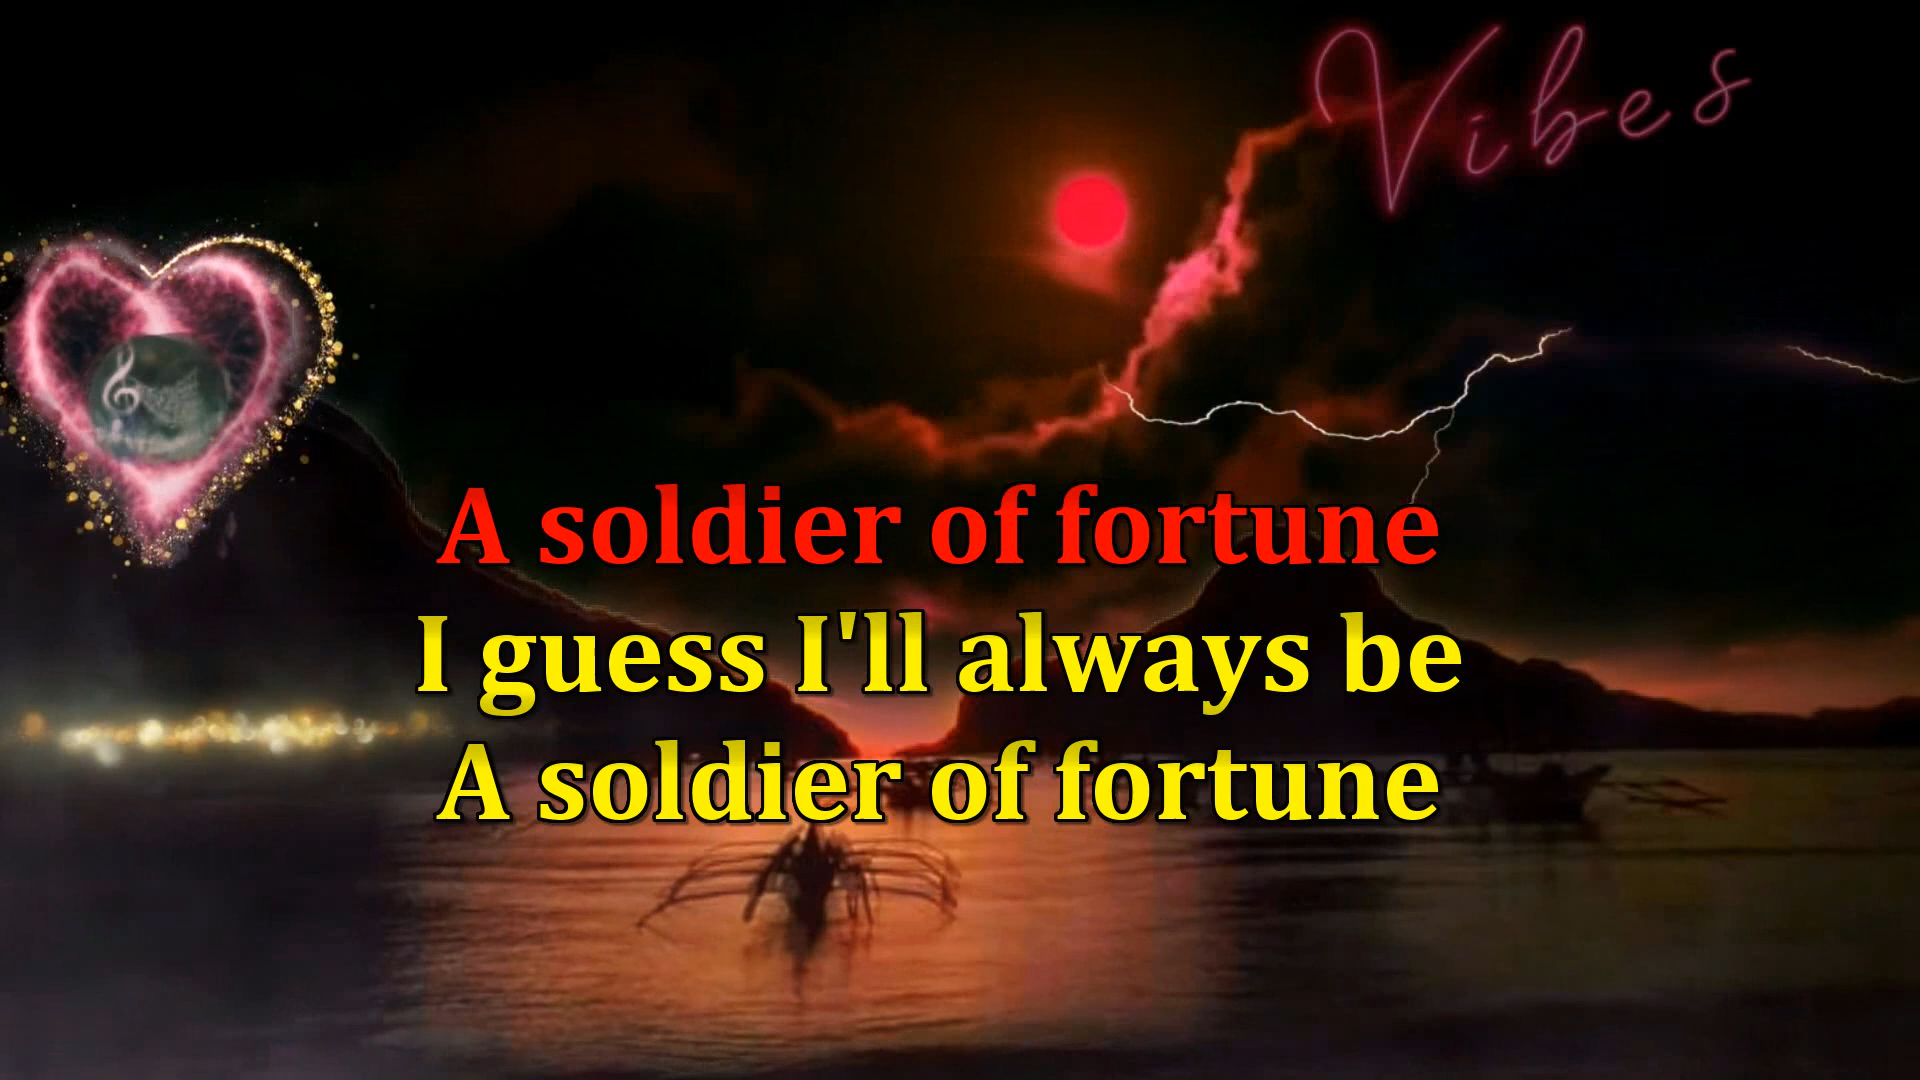 Vibes
A soldier of fortune
I guess I'll always be
A soldier of fortune